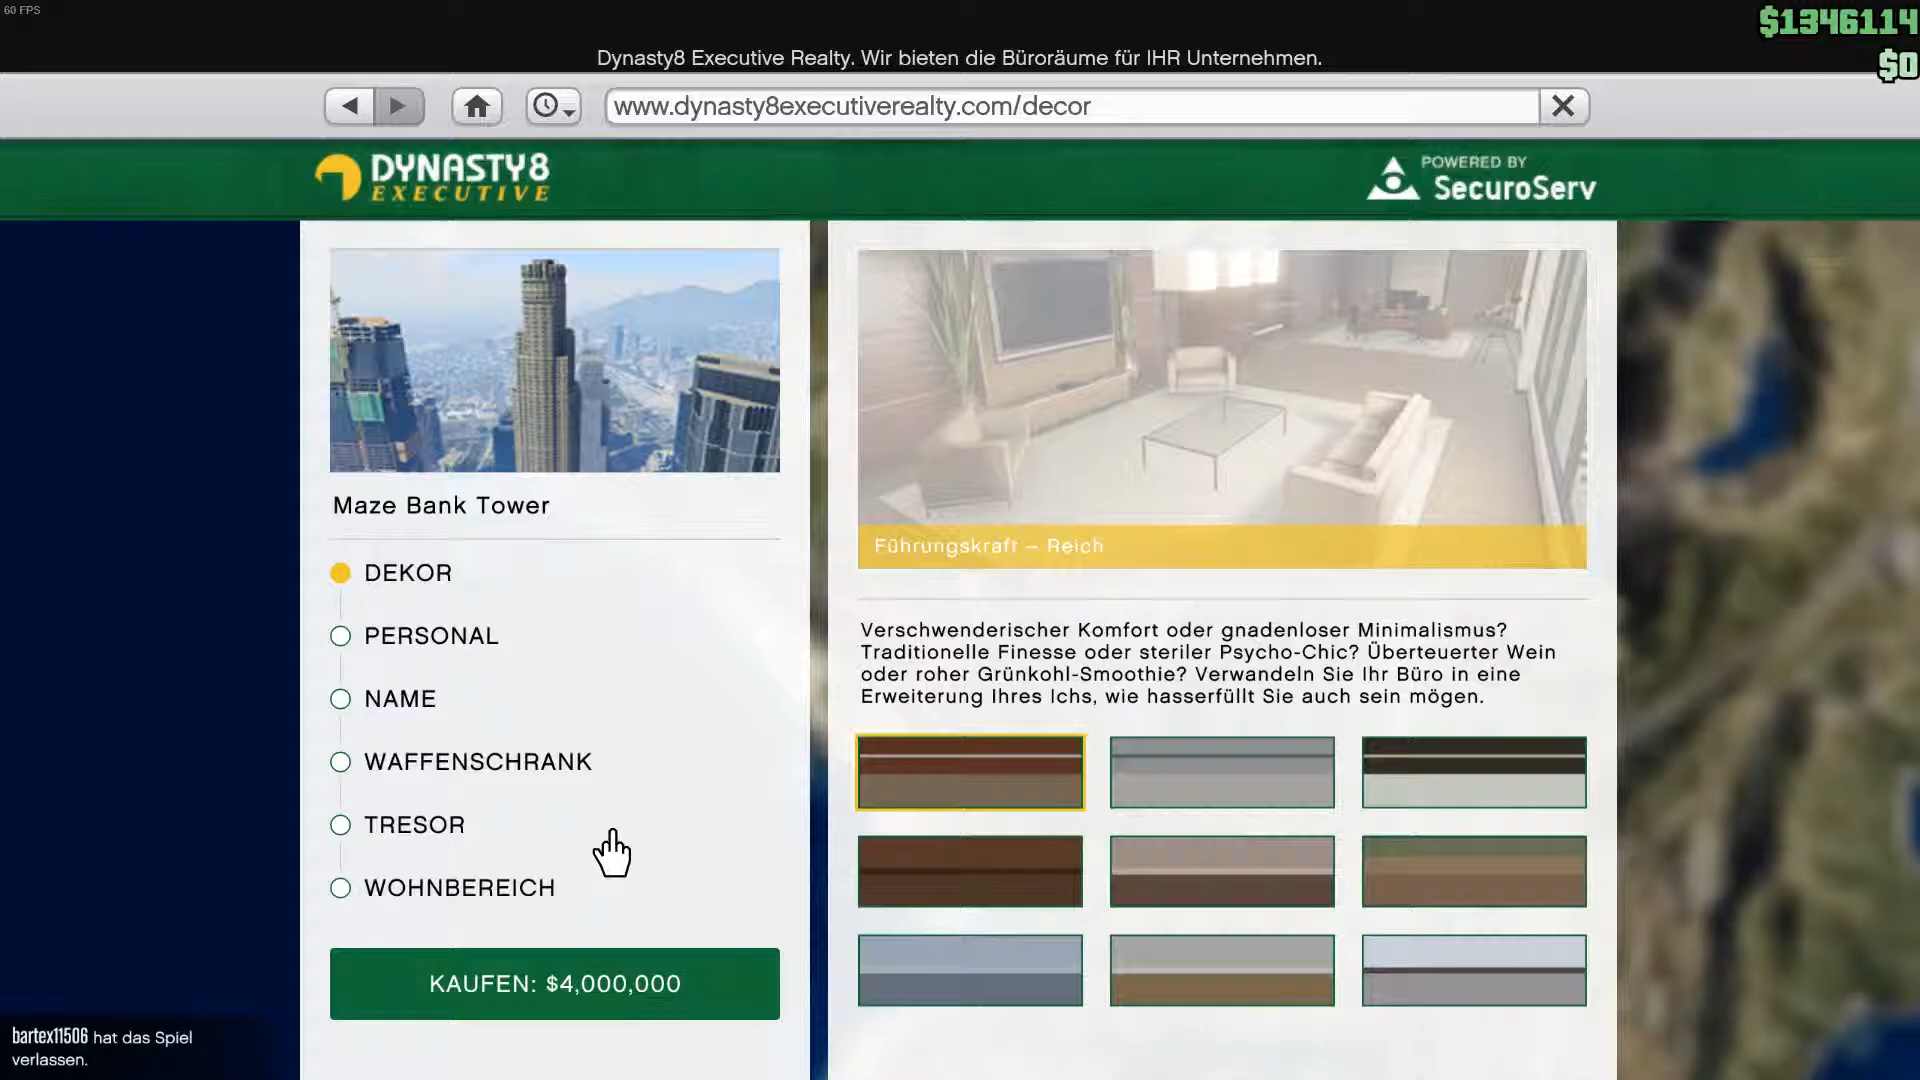 60 FPS
$1346114
$0
Dynasty8 Executive Realty. Wir bieten die Büroräume für IHR Unternehmen.
www.dynasty8executiverealty.com/decor
DYNASTY8
EXECUTIVE
POWERED BY
SecuroServ
Maze Bank Tower
DEKOR
PERSONAL
NAME
WAFFENSCHRANK
TRESOR
WOHNBEREICH
KAUFEN: $4,000,000
Führungskraft – Reich
Verschwenderischer Komfort oder gnadenloser Minimalismus?
Traditionelle Finesse oder steriler Psycho-Chic? Überteuerter Wein
oder roher Grünkohl-Smoothie? Verwandeln Sie Ihr Büro in eine
Erweiterung Ihres Ichs, wie hasserfüllt Sie auch sein mögen.
bartex11506 hat das Spiel
verlassen.